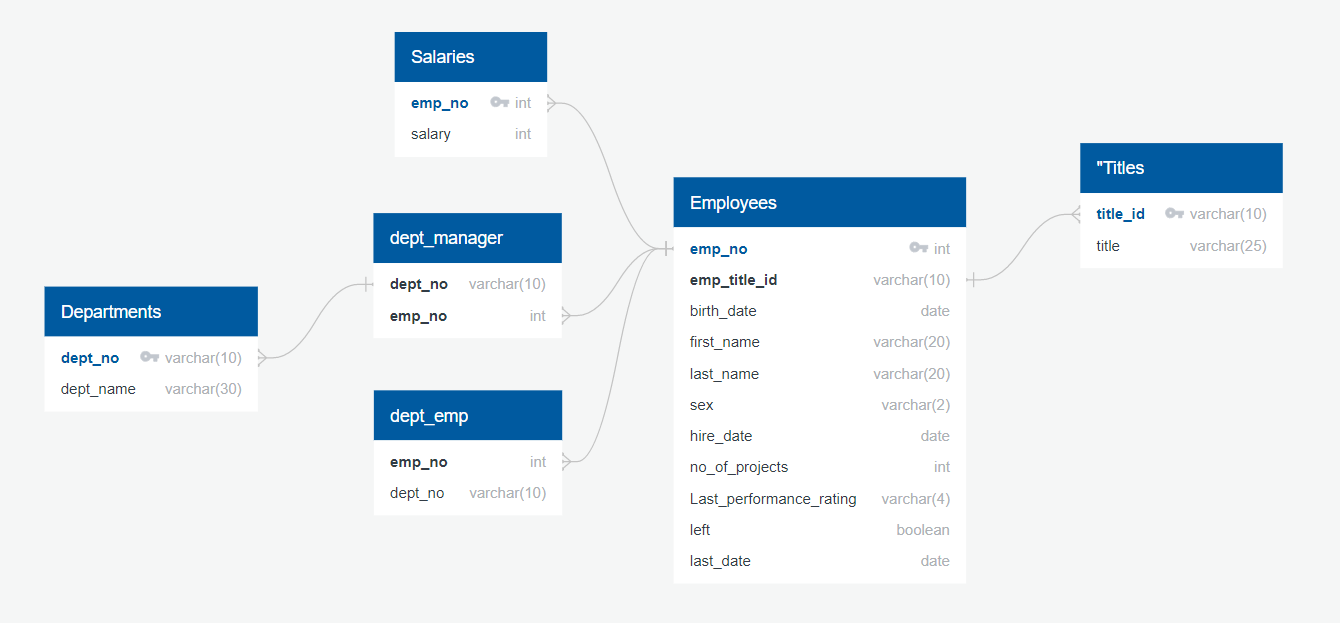 Salaries
emp_no int
salary int
dept_manager
dept_no varchar(10)
emp_no int
Departments
dept_no varchar(10)
dept_name varchar(30)
dept_emp
emp_no int
dept_no varchar(10)
Employees
emp_no int
emp_title_id varchar(10)
birth_date date
first_name varchar(20)
last_name varchar(20)
sex varchar(2)
hire_date date
no_of_projects int
Last_performance_rating varchar(4)
left boolean
last_date date
"Titles
title_id varchar(10)
title varchar(25)